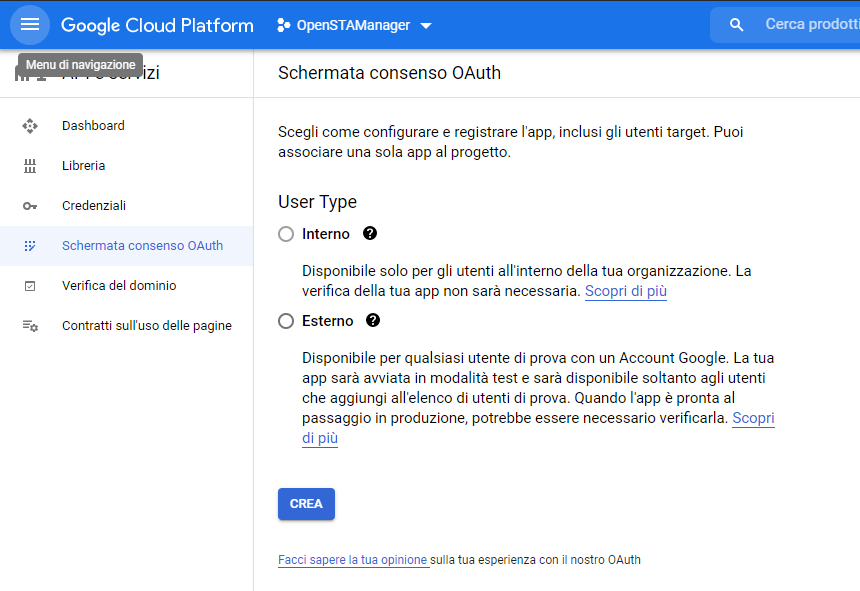 Google Cloud Platform
OpenSTAManager
Cerca prodotti
Menu di navigazione
Schermata consenso OAuth
Dashboard
Libreria
Credenziali
Schermata consenso OAuth
Verifica del dominio
Contratti sull'uso delle pagine
Scegli come configurare e registrare l'app, inclusi gli utenti target. Puoi
associare una sola app al progetto.
User Type
Interno
Disponibile solo per gli utenti all'interno della tua organizzazione. La
verifica della tua app non sarà necessaria. Scopri di più
Esterno
Disponibile per qualsiasi utente di prova con un Account Google. La tua
app sarà avviata in modalità test e sarà disponibile soltanto agli utenti
che aggiungi all'elenco di utenti di prova. Quando l'app è pronta al
passaggio in produzione, potrebbe essere necessario verificarla. Scopri
di più
CREA
Facci sapere la tua opinione sulla tua esperienza con il nostro OAuth